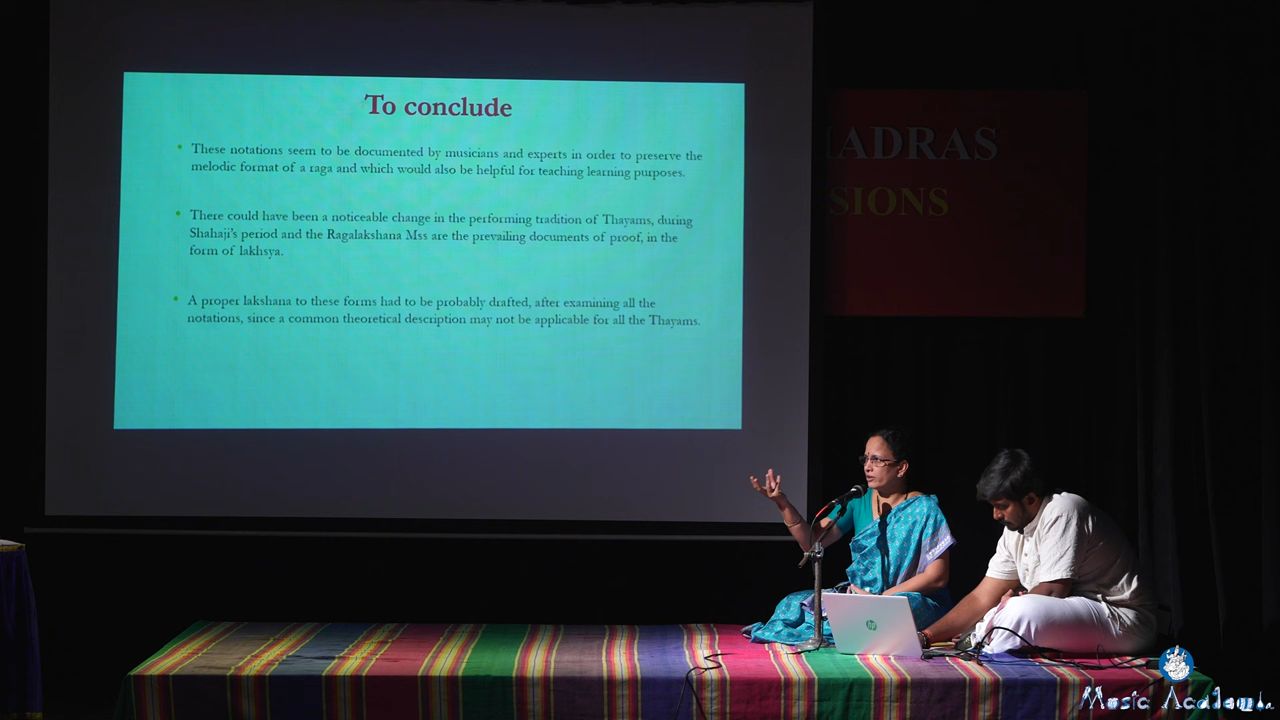 To conclude
These notations seem to be documented by musicians and experts in order to preserve the
melodic format of a raga and which would also be helpful for teaching learning purposes.
There could have been a noticeable change in the performing tradition of Thayams, during
Shahaji's period and the Ragalakshana Mss are the prevailing documents of proof, in the
form of lakhsya.
A proper lakshana to these forms had to be probably drafted, after examining all the
notations, since a common theoretical description may not be applicable for all the Thayams.
ADRAS
SIONS
hp